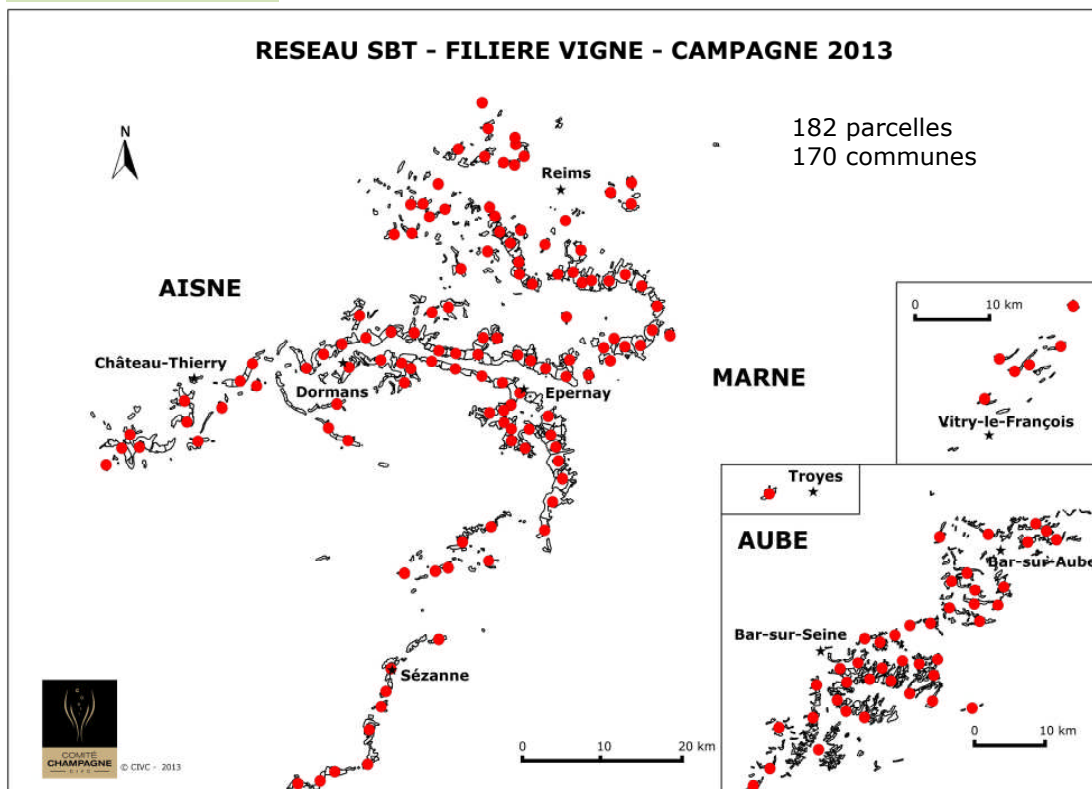 RESEAU SBT - FILIERE VIGNE - CAMPAGNE 2013
182 parcelles
170 communes
N
Reims
AISNE
0 10 km
Château-Thierry
MARNE
Dormans
Epernay
Vitry-le-François
Troyes
AUBE
Bar-sur-Aube
Bar-sur-Seine
Sézanne
0 10 20 km
0 10 km
COMITÉ
CHAMPAGNE
CIVC
© CIVC - 2013